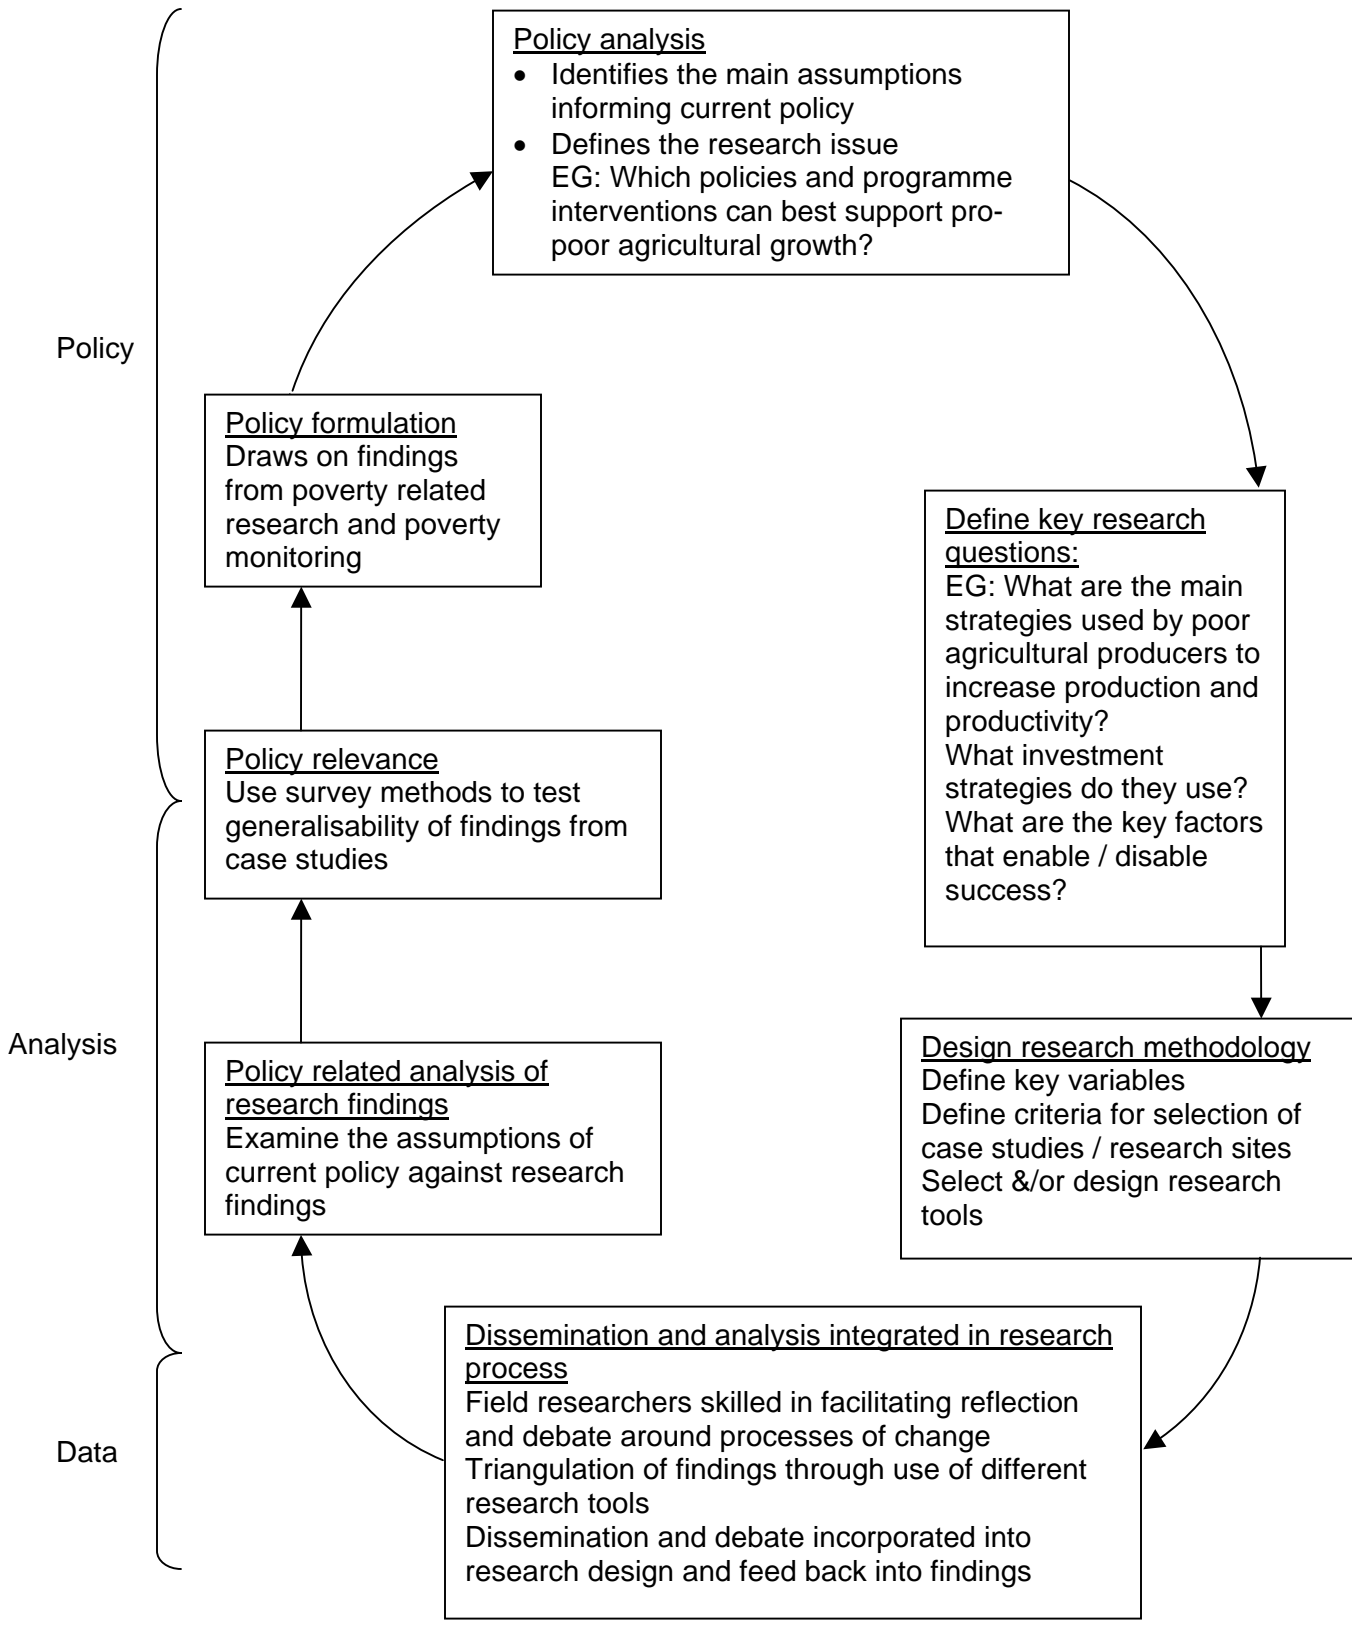 Policy analysis
• Identifies the main assumptions
informing current policy
• Defines the research issue
EG: Which policies and programme
interventions can best support pro-
poor agricultural growth?
Policy
Policy formulation
Draws on findings
from poverty related
research and poverty
monitoring
Define key research
questions:
EG: What are the main
strategies used by poor
agricultural producers to
increase production and
productivity?
What investment
strategies do they use?
What are the key factors
that enable / disable
success?
Policy relevance
Use survey methods to test
generalisability of findings from
case studies
Analysis
Policy related analysis of
research findings
Examine the assumptions of
current policy against research
findings
Design research methodology
Define key variables
Define criteria for selection of
case studies / research sites
Select &/or design research
tools
Data
Dissemination and analysis integrated in research
process
Field researchers skilled in facilitating reflection
and debate around processes of change
Triangulation of findings through use of different
research tools
Dissemination and debate incorporated into
research design and feed back into findings